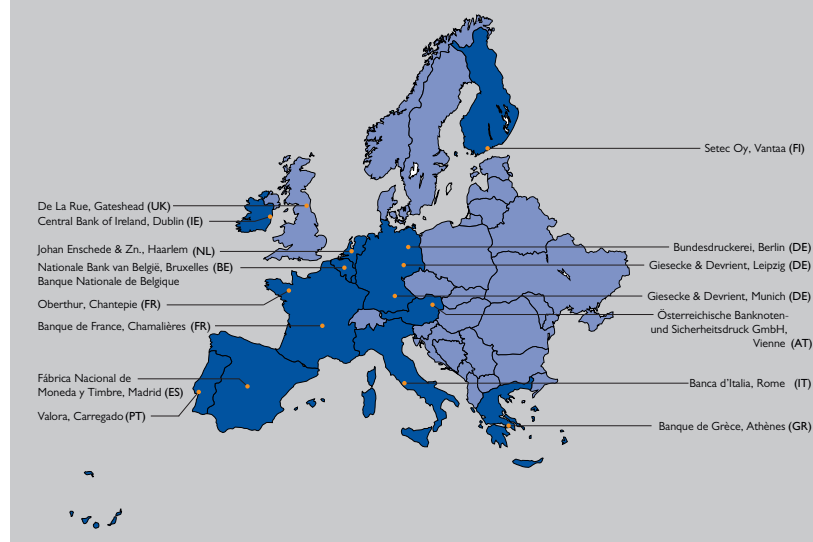 De La Rue, Gateshead (UK)
Central Bank of Ireland, Dublin (IE)
Johan Enschede & Zn., Haarlem (NL)
Nationale Bank van België, Bruxelles (BE)
Banque Nationale de Belgique
Oberthur, Chantepie (FR)
Banque de France, Chamalières (FR)
Fábrica Nacional de
Moneda y Timbre, Madrid (ES)
Valora, Carregado (PT)
Setec Oy, Vantaa (FI)
Bundesdruckerei, Berlin (DE)
Giesecke & Devrient, Leipzig (DE)
Giesecke & Devrient, Munich (DE)
Österreichische Banknoten-
und Sicherheitsdruck GmbH,
Vienne (AT)
Banca d'Italia, Rome (IT)
Banque de Grèce, Athènes (GR)